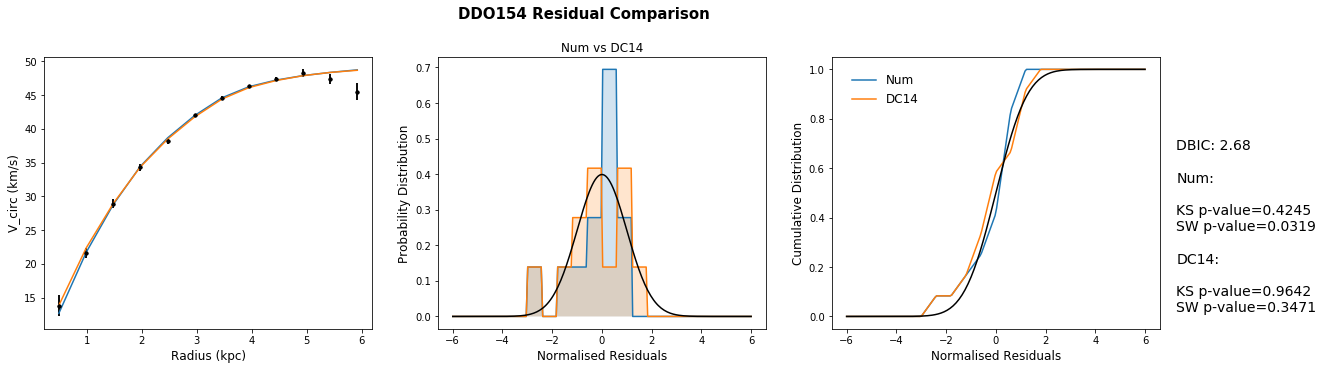 DDO154 Residual Comparison
V_circ (km/s)
50
45
40
35
30
25
20
15
1
2
3
4
5
6
Radius (kpc)
Num vs DC14
Probability Distribution
0.7
0.6
0.5
0.4
0.3
0.2
0.1
0.0
−6
−4
−2
0
2
4
6
Normalised Residuals
Cumulative Distribution
1.0
0.8
0.6
0.4
0.2
0.0
−6
−4
−2
0
2
4
6
Normalised Residuals
Num
DC14
DBIC: 2.68
Num:
KS p-value=0.4245
SW p-value=0.0319
DC14:
KS p-value=0.9642
SW p-value=0.3471